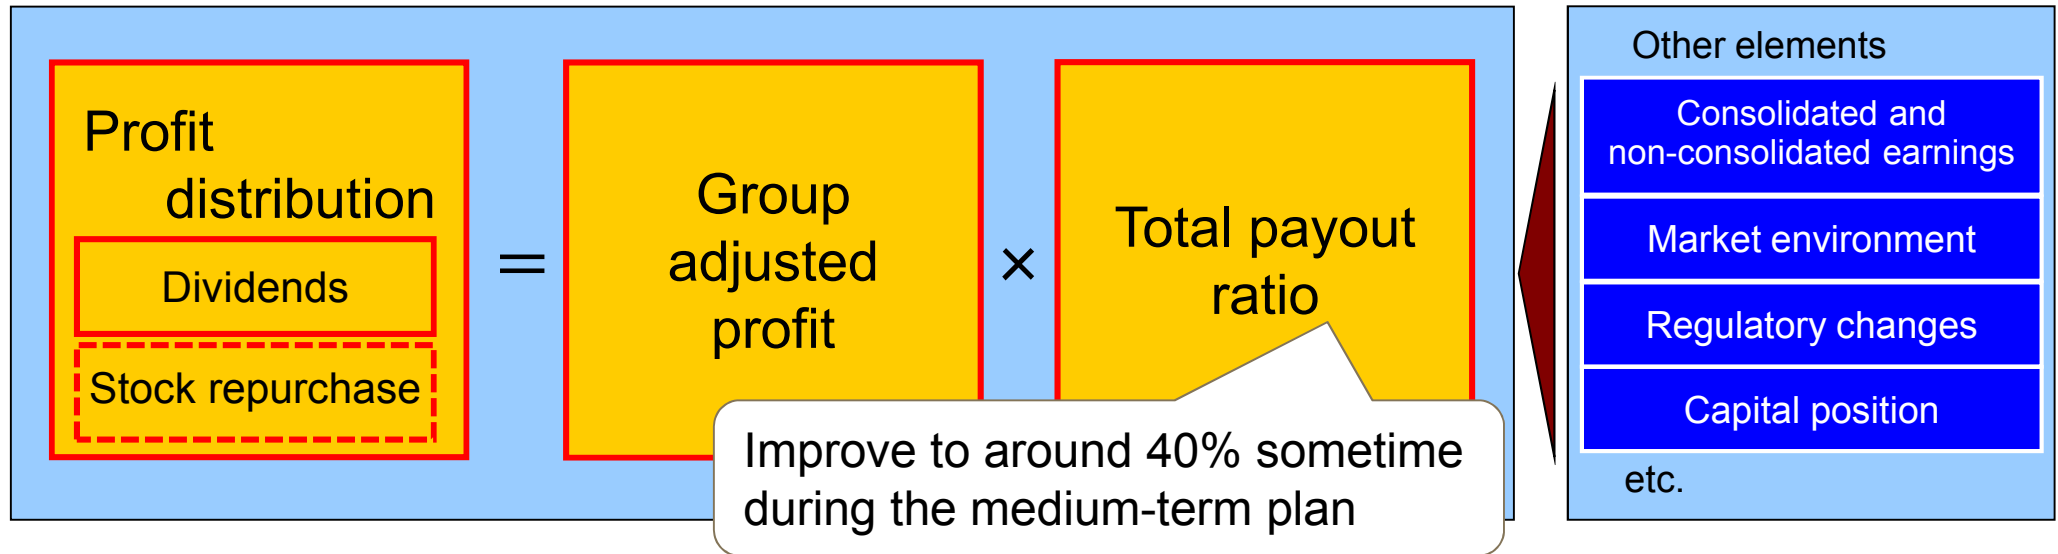 Profit
distribution
Dividends
Stock repurchase
=
Group
adjusted
profit
×
Total payout
ratio
Improve to around 40% sometime
during the medium-term plan
Other elements
Consolidated and
non-consolidated earnings
Market environment
Regulatory changes
Capital position
etc.